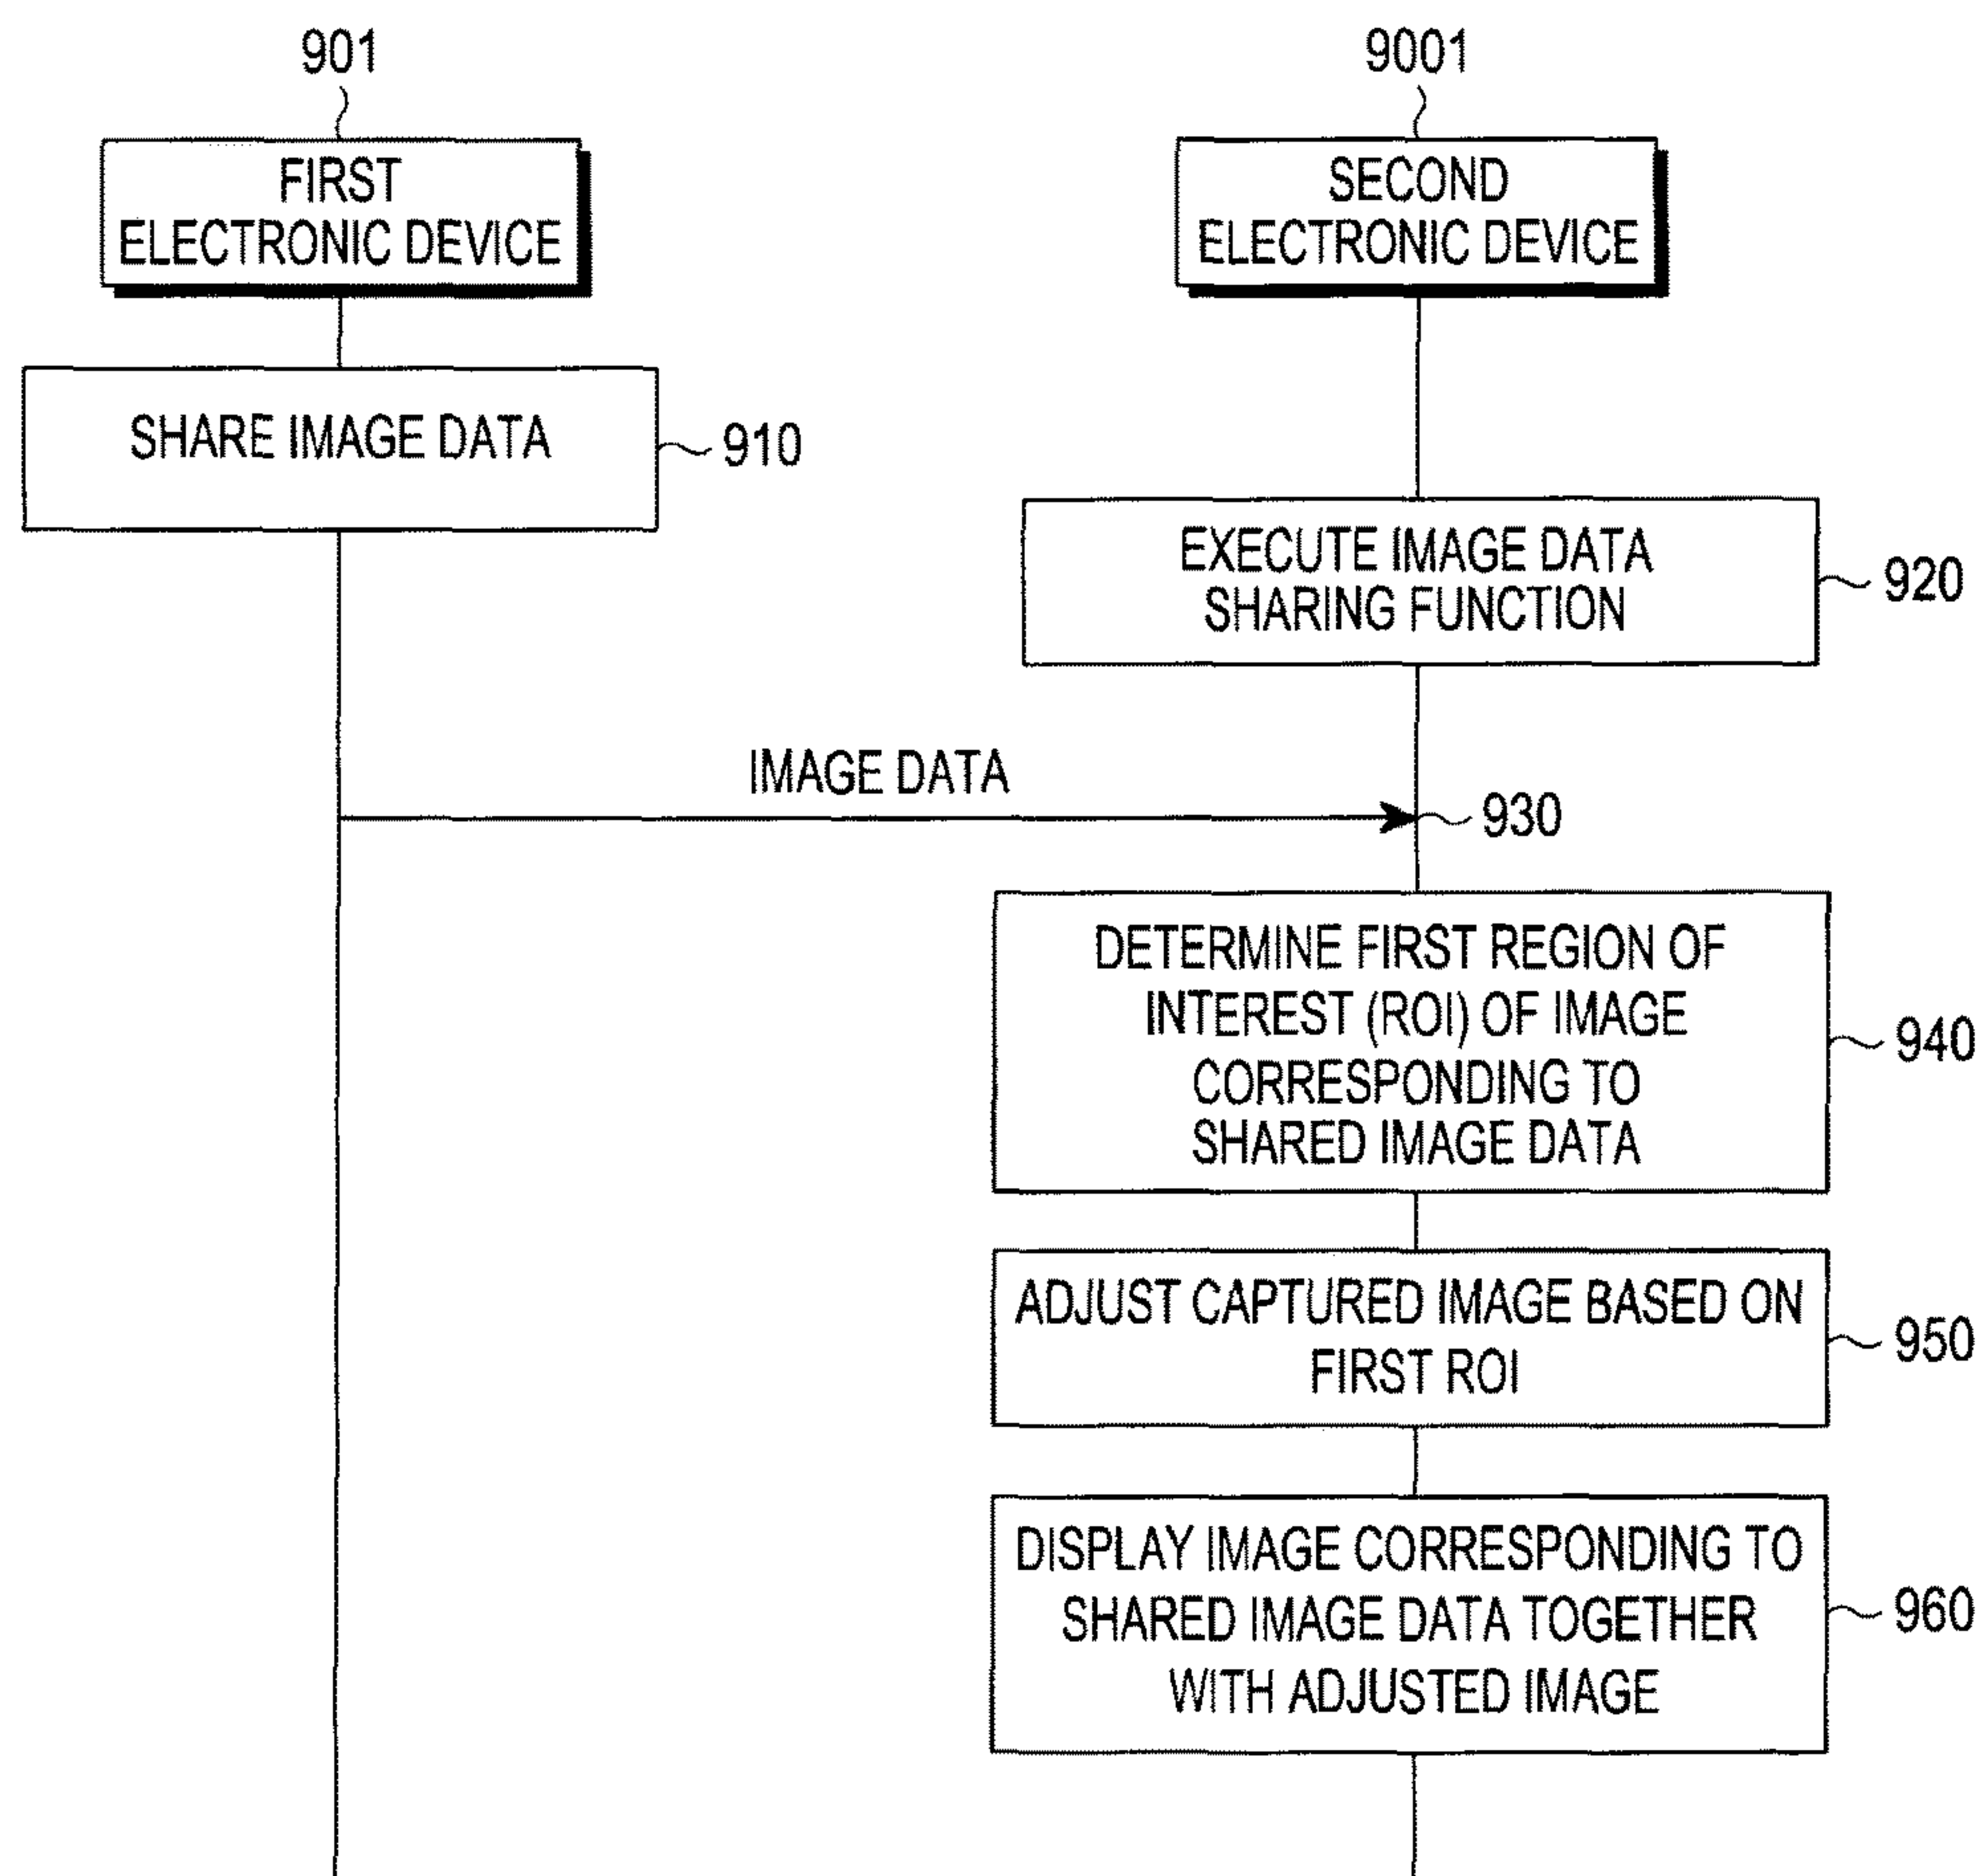 901
9001
FIRST
ELECTRONIC DEVICE
SECOND
ELECTRONIC DEVICE
SHARE IMAGE DATA
910
EXECUTE IMAGE DATA
SHARING FUNCTION
920
IMAGE DATA
930
DETERMINE FIRST REGION OF
INTEREST (ROI) OF IMAGE
CORRESPONDING TO
SHARED IMAGE DATA
940
ADJUST CAPTURED IMAGE BASED ON
FIRST ROI
950
DISPLAY IMAGE CORRESPONDING TO
SHARED IMAGE DATA TOGETHER
WITH ADJUSTED IMAGE
960